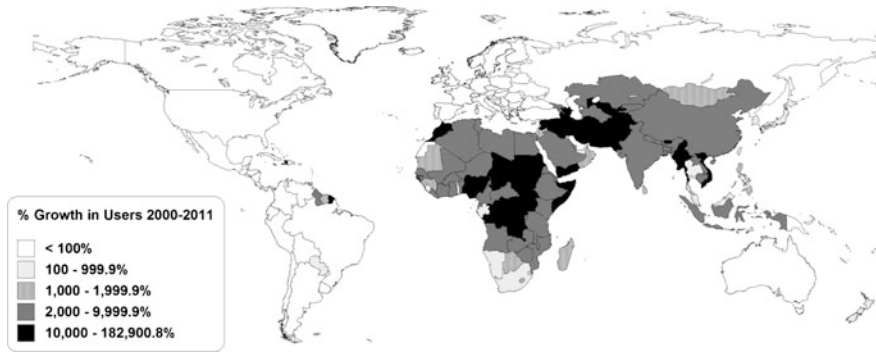 % Growth in Users 2000-2011
< 100%
100 - 999.9%
1,000 - 1,999.9%
2,000 - 9,999.9%
10,000 - 182,900.8%